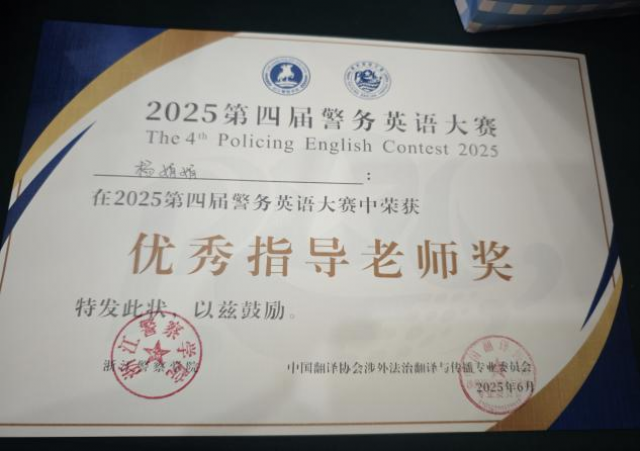 2025第四届警务英语大赛
The 4th Policing English Contest 2025
杨娟娟:
在2025第四届警务英语大赛中荣获
优秀指导老师奖
特发此状，以兹鼓励。
浙江警察学院
中国翻译协会涉外法治翻译与传播专业委员会
2025年6月